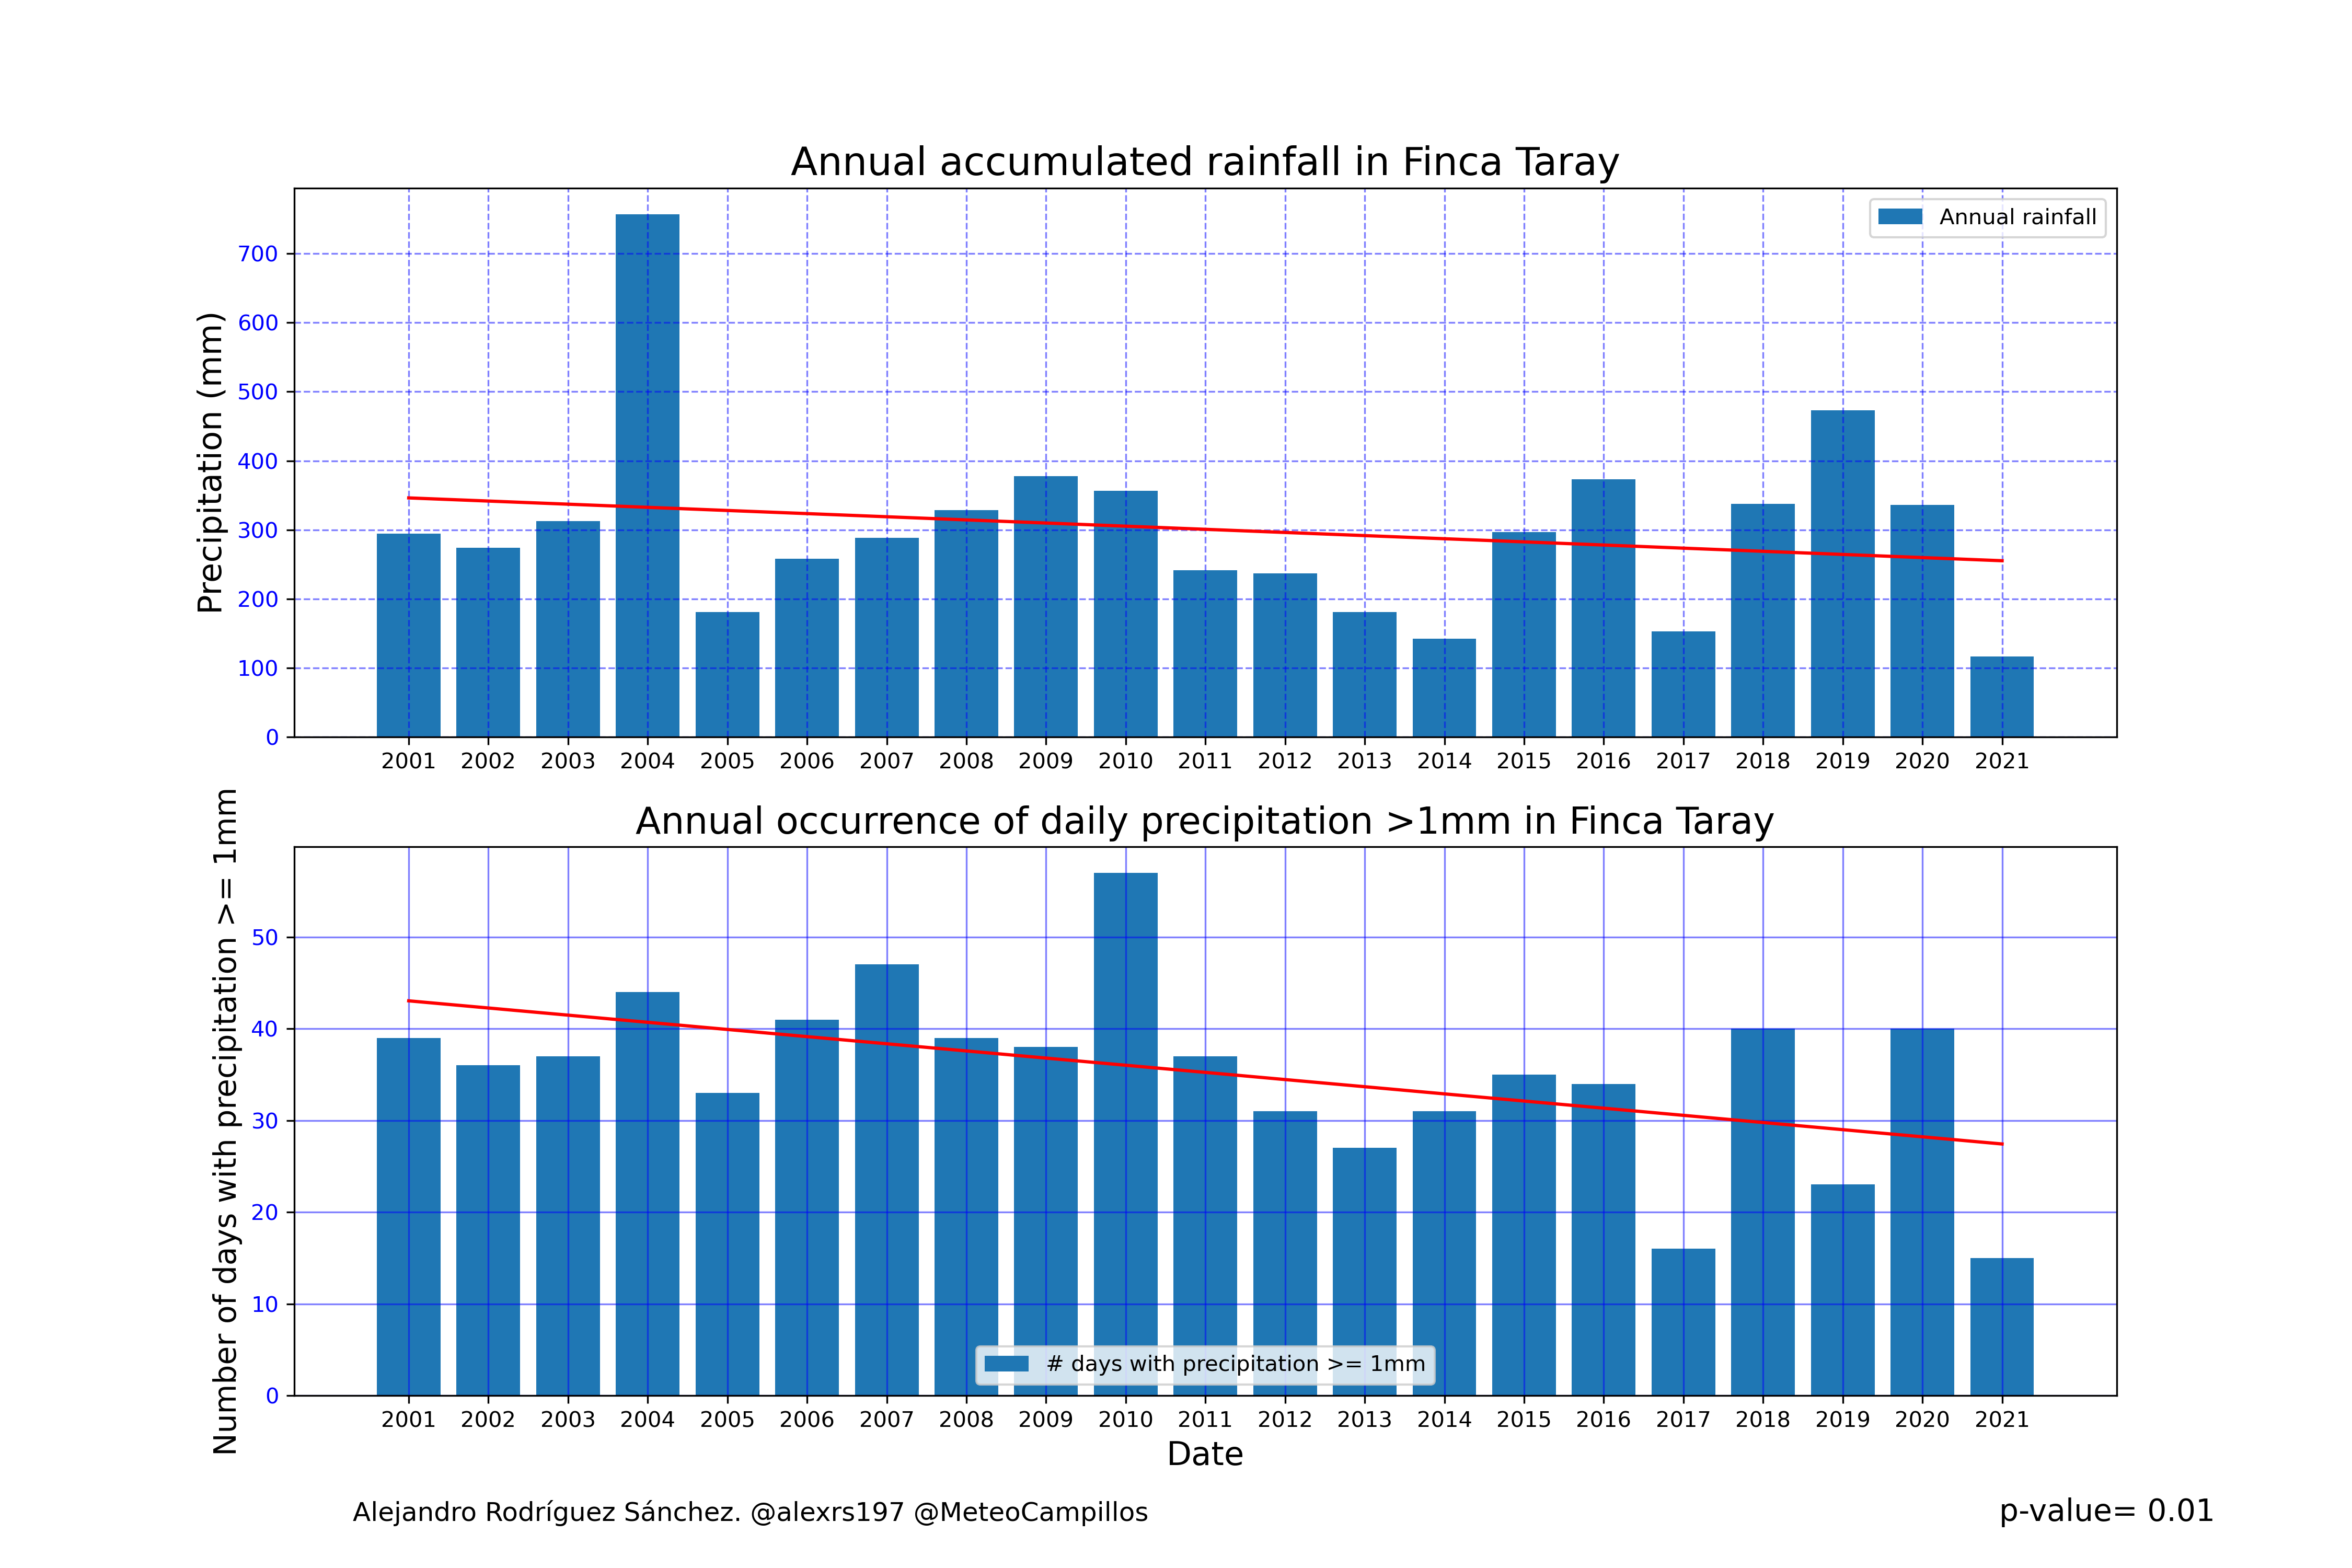 Annual accumulated rainfall in Finca Taray
Precipitation (mm)
700
600
500
400
300
200
100
0
Annual rainfall
2001 2002 2003 2004 2005 2006 2007 2008 2009 2010 2011 2012 2013 2014 2015 2016 2017 2018 2019 2020 2021
Annual occurrence of daily precipitation >1mm in Finca Taray
Number of days with precipitation >= 1mm
50
40
30
20
10
0
# days with precipitation >= 1mm
2001 2002 2003 2004 2005 2006 2007 2008 2009 2010 2011 2012 2013 2014 2015 2016 2017 2018 2019 2020 2021
Date
Alejandro Rodríguez Sánchez. @alexrs197 @MeteoCampillos
p-value= 0.01